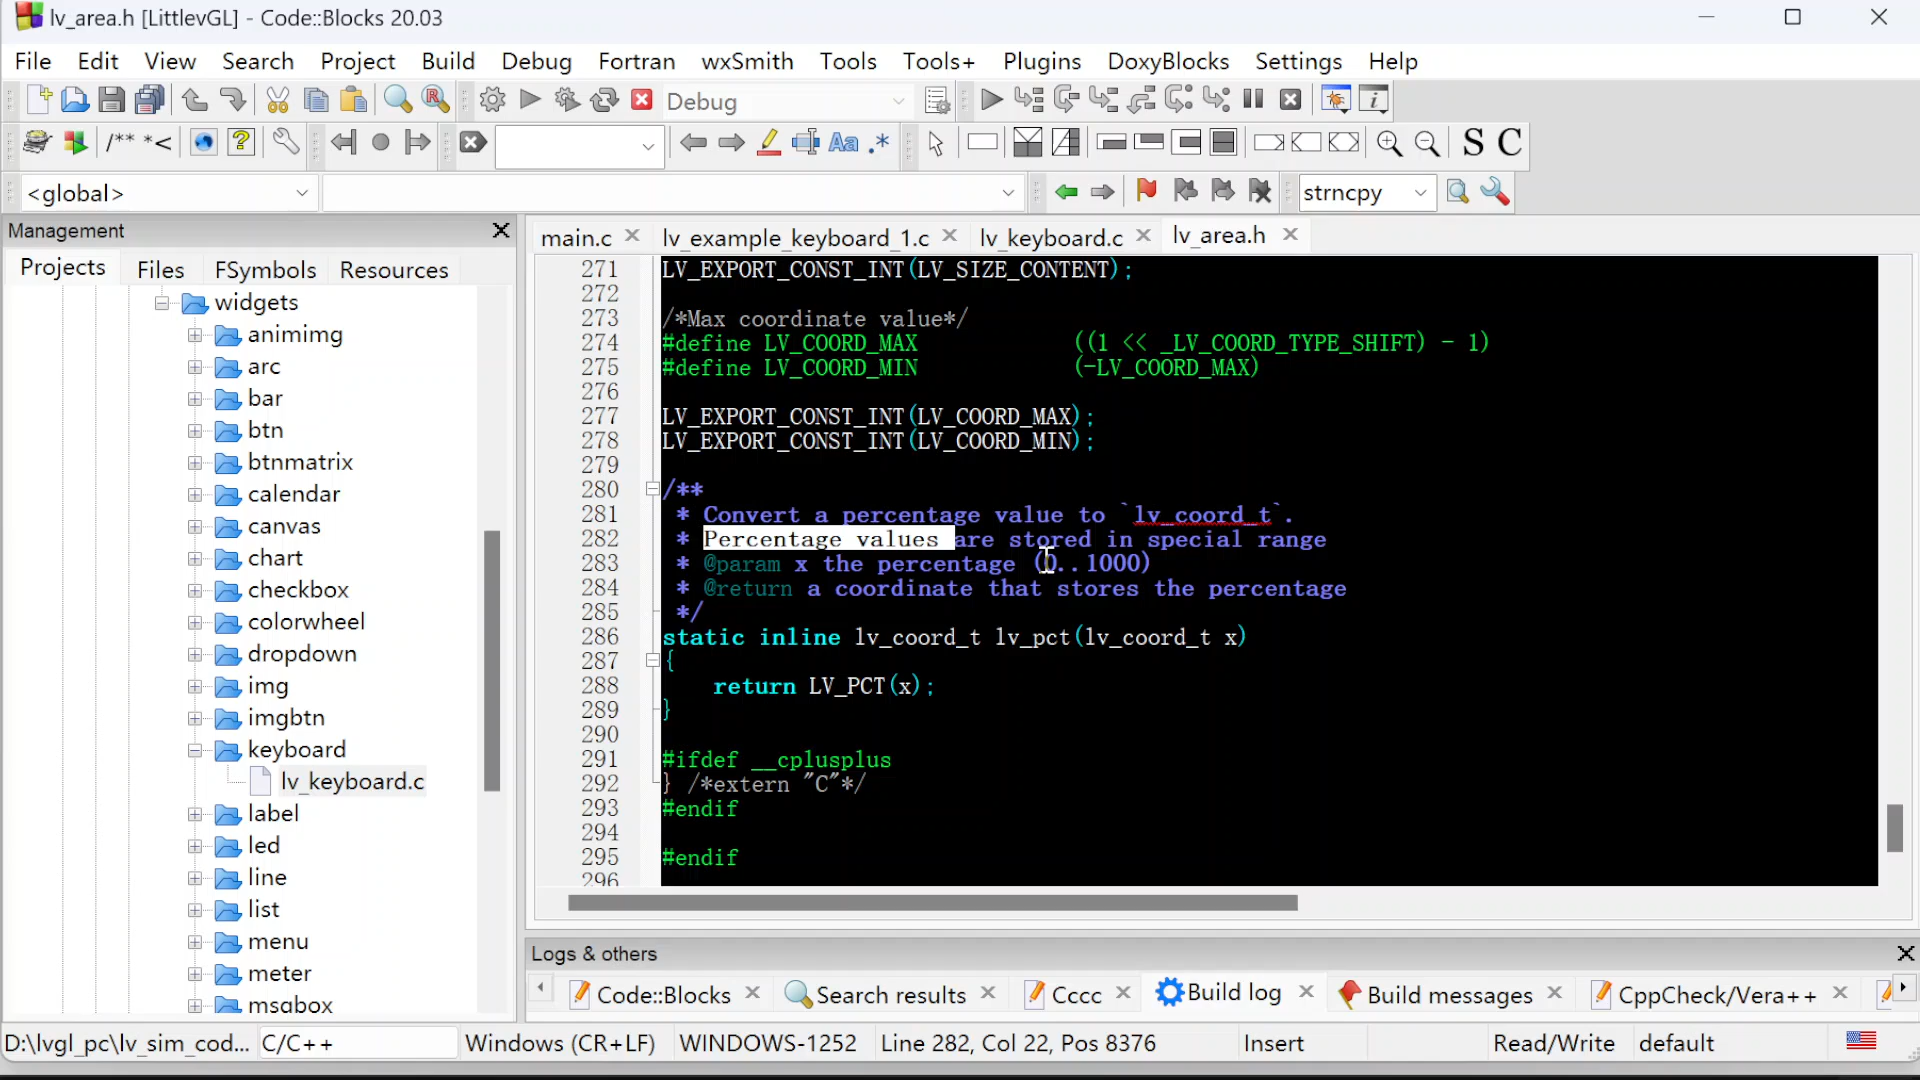 lv_area.h [LittlevGL] - Code::Blocks 20.03
File Edit View Search Project Build Debug Fortran wxSmith Tools Tools+ Plugins DoxyBlocks Settings Help
Debug
/** *< Aa .* S C
<global> strncpy
Management
Projects Files FSymbols Resources
widgets
animimg
arc
bar
btn
btnmatrix
calendar
canvas
chart
checkbox
colorwheel
dropdown
img
imgbtn
keyboard
lv_keyboard.c
label
led
line
list
menu
meter
msgbox
main.c lv_example_keyboard_1.c lv_keyboard.c lv_area.h
271 LV_EXPORT_CONST_INT(LV_SIZE_CONTENT);
272
273 /*Max coordinate value*/
274 #define LV_COORD_MAX ((1 << _LV_COORD_TYPE_SHIFT) - 1)
275 #define LV_COORD_MIN (-LV_COORD_MAX)
276
277 LV_EXPORT_CONST_INT(LV_COORD_MAX);
278 LV_EXPORT_CONST_INT(LV_COORD_MIN);
279
280 /**
281 * Convert a percentage value to `lv_coord_t`.
282 * Percentage values are stored in special range
283 * @param x the percentage (0..1000)
284 * @return a coordinate that stores the percentage
285 */
286 static inline lv_coord_t lv_pct(lv_coord_t x)
287 {
288 return LV_PCT(x);
289 }
290
291 #ifdef __cplusplus
292 } /*extern "C"*/
293 #endif
294
295 #endif
296
Logs & others
Code::Blocks Search results Cccc Build log Build messages CppCheck/Vera++
D:\lvgl_pc\lv_sim_cod... C/C++ Windows (CR+LF) WINDOWS-1252 Line 282, Col 22, Pos 8376 Insert Read/Write default